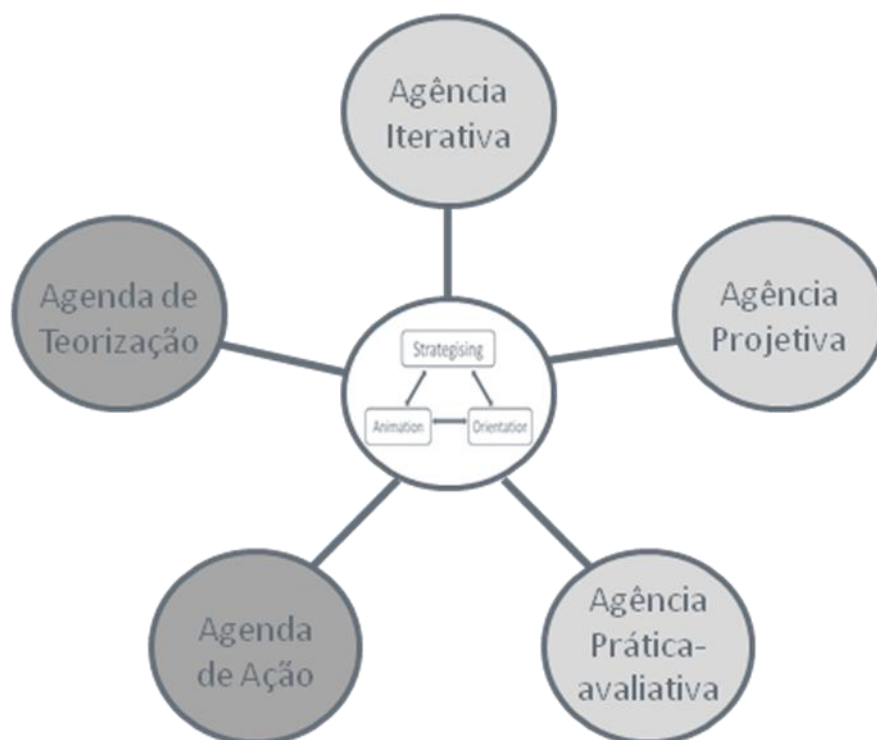 Agência
Iterativa
Agenda de
Teorização
Agência
Projetiva
Strategising
Animation
Orientation
Agenda
de Ação
Agência
Prática-
avaliativa